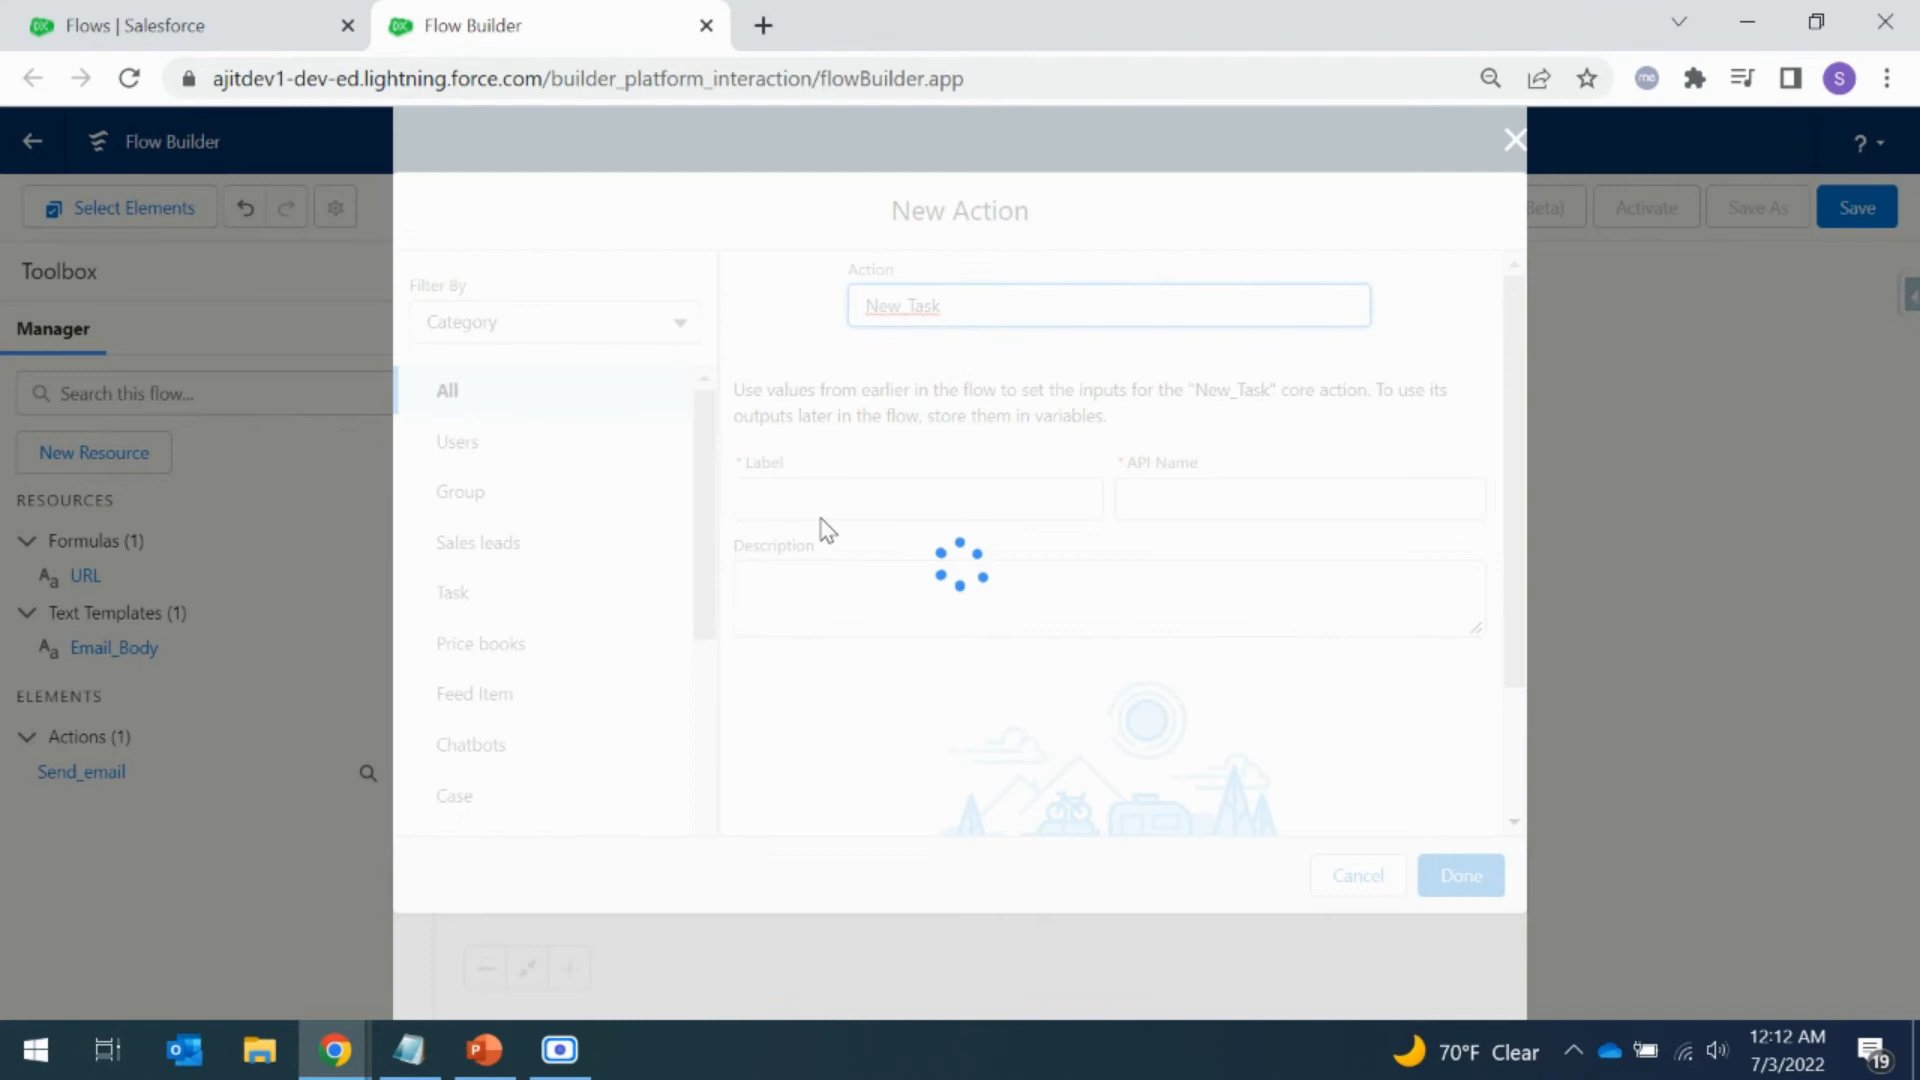 Flows | Salesforce
Flow Builder
ajitdev1-dev-ed.lightning.force.com/builder_platform_interaction/flowBuilder.app
me
S
Flow Builder
?
Select Elements
Beta)
Activate
Save As
Save
New Action
Toolbox
Manager
Search this flow...
New Resource
RESOURCES
Formulas (1)
Aa URL
Text Templates (1)
Aa Email_Body
ELEMENTS
Actions (1)
Send_email
Filter By
Category
All
Users
Group
Sales leads
Task
Price books
Feed Item
Chatbots
Case
Action
New_Task
Use values from earlier in the flow to set the inputs for the "New_Task" core action. To use its
outputs later in the flow, store them in variables.
* Label
* API Name
Description
Cancel
Done
70°F Clear
12:12 AM
7/3/2022
19